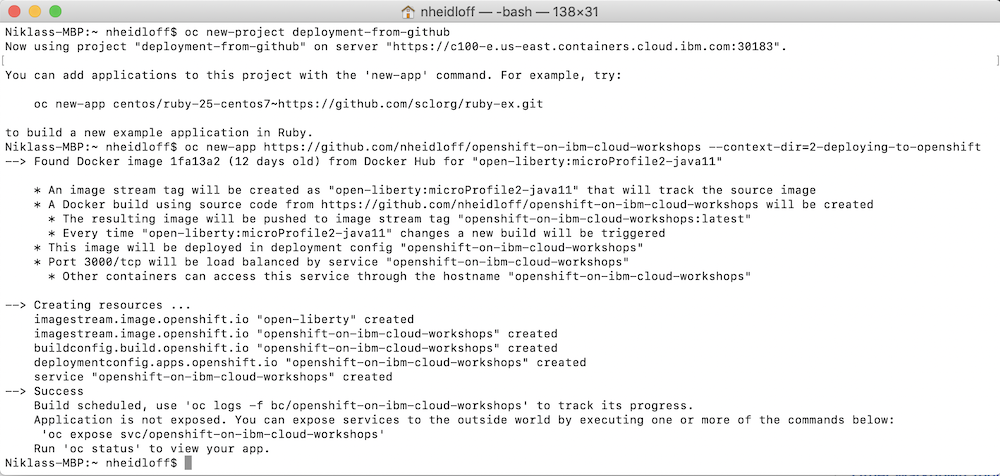 nheidloff — -bash — 138×31
Niklass-MBP:~ nheidloff$ oc new-project deployment-from-github
Now using project "deployment-from-github" on server "https://c100-e.us-east.containers.cloud.ibm.com:30183".
You can add applications to this project with the 'new-app' command. For example, try:
oc new-app centos/ruby-25-centos7~https://github.com/sclorg/ruby-ex.git
to build a new example application in Ruby.
Niklass-MBP:~ nheidloff$ oc new-app https://github.com/nheidloff/openshift-on-ibm-cloud-workshops --context-dir=2-deploying-to-openshift
--> Found Docker image 1fa13a2 (12 days old) from Docker Hub for "open-liberty:microProfile2-java11"
* An image stream tag will be created as "open-liberty:microProfile2-java11" that will track the source image
* A Docker build using source code from https://github.com/nheidloff/openshift-on-ibm-cloud-workshops will be created
* The resulting image will be pushed to image stream tag "openshift-on-ibm-cloud-workshops:latest"
* Every time "open-liberty:microProfile2-java11" changes a new build will be triggered
* This image will be deployed in deployment config "openshift-on-ibm-cloud-workshops"
* Port 3000/tcp will be load balanced by service "openshift-on-ibm-cloud-workshops"
* Other containers can access this service through the hostname "openshift-on-ibm-cloud-workshops"
--> Creating resources ...
imagestream.image.openshift.io "open-liberty" created
imagestream.image.openshift.io "openshift-on-ibm-cloud-workshops" created
buildconfig.build.openshift.io "openshift-on-ibm-cloud-workshops" created
deploymentconfig.apps.openshift.io "openshift-on-ibm-cloud-workshops" created
service "openshift-on-ibm-cloud-workshops" created
--> Success
Build scheduled, use 'oc logs -f bc/openshift-on-ibm-cloud-workshops' to track its progress.
Application is not exposed. You can expose services to the outside world by executing one or more of the commands below:
'oc expose svc/openshift-on-ibm-cloud-workshops'
Run 'oc status' to view your app.
Niklass-MBP:~ nheidloff$